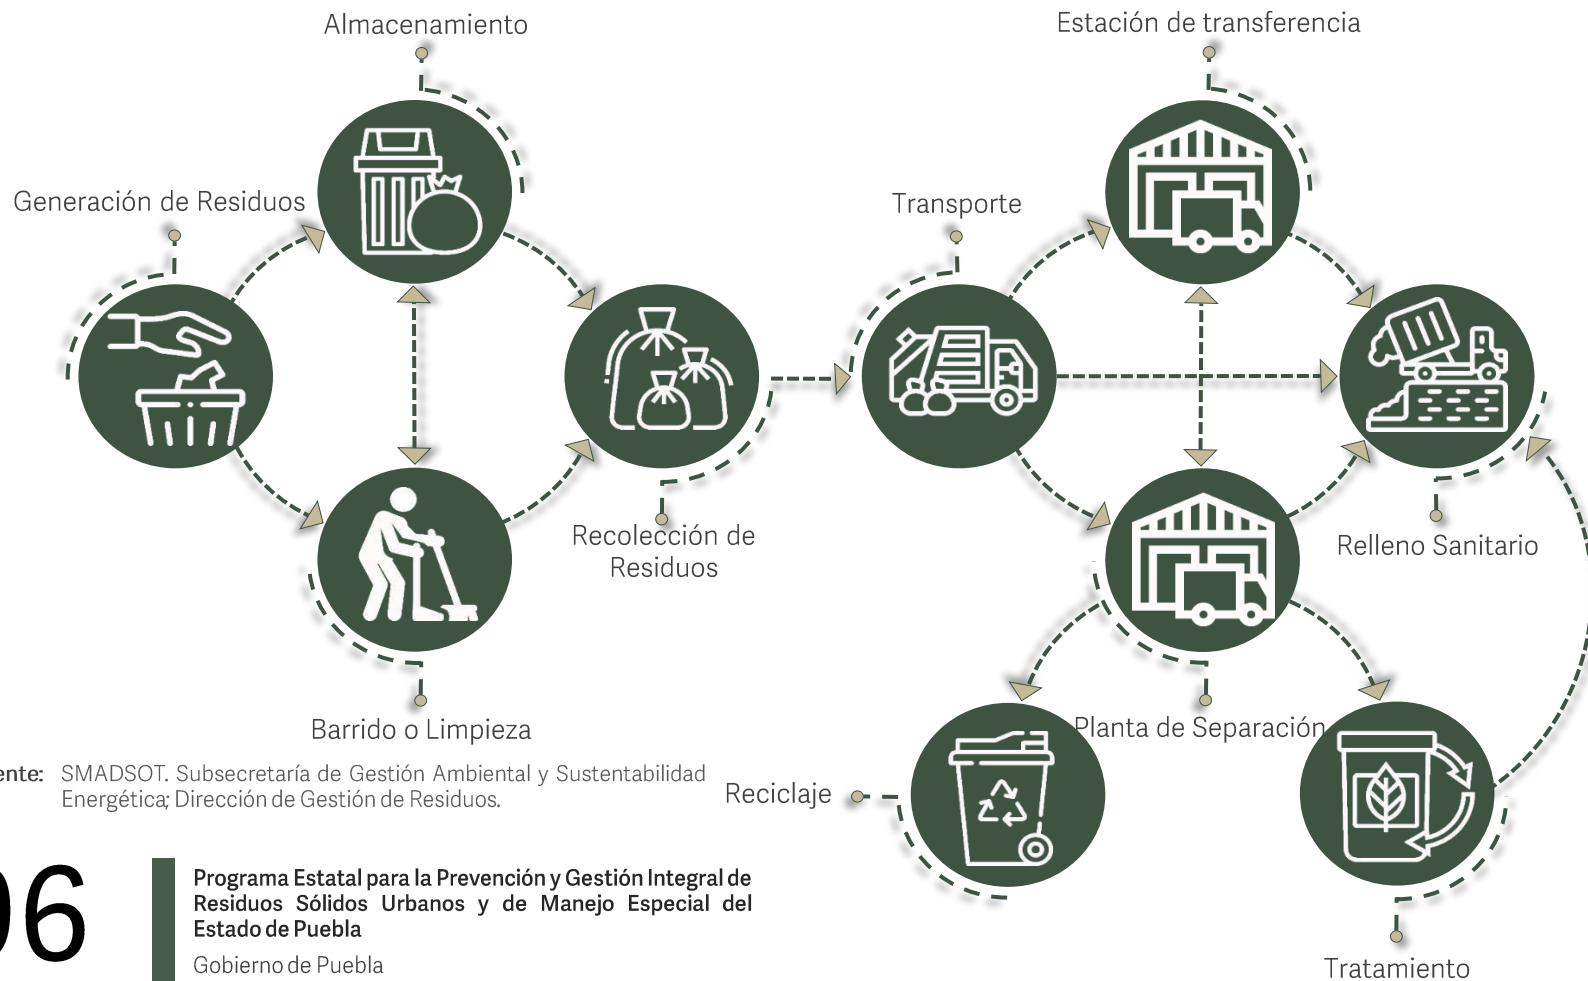 Almacenamiento
Estación de transferencia
Generación de Residuos
Transporte
Recolección de
Residuos
Relleno Sanitario
Barrido o Limpieza
Planta de Separación
ente: SMADSOT. Subsecretaría de Gestión Ambiental y Sustentabilidad
Energética; Dirección de Gestión de Residuos.
Reciclaje
06
Programa Estatal para la Prevención y Gestión Integral de
Residuos Sólidos Urbanos y de Manejo Especial del
Estado de Puebla
Gobierno de Puebla
Tratamiento